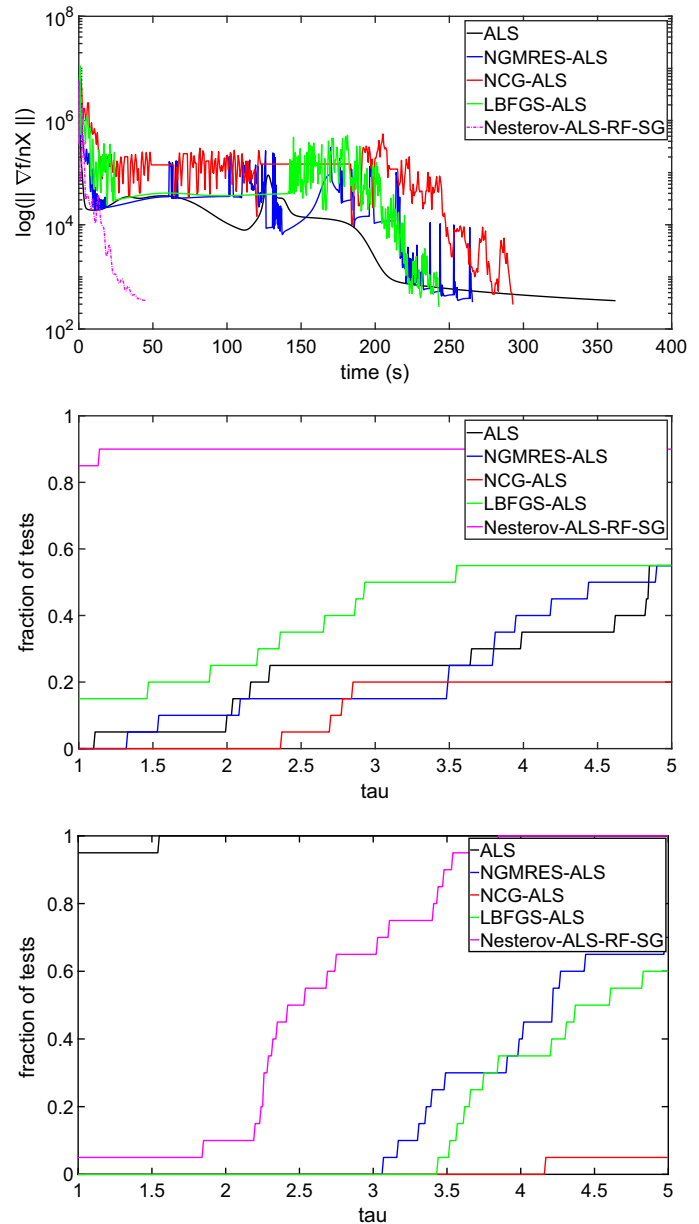 10^8
10^6
10^4
10^2
log(|| ∇f/nX ||)
ALS
NGMRES-ALS
NCG-ALS
LBFGS-ALS
Nesterov-ALS-RF-SG
0 50 100 150 200 250 300 350 400
time (s)
1
0.8
0.6
0.4
0.2
0
fraction of tests
ALS
NGMRES-ALS
NCG-ALS
LBFGS-ALS
Nesterov-ALS-RF-SG
1 1.5 2 2.5 3 3.5 4 4.5 5
tau
1
0.8
0.6
0.4
0.2
0
fraction of tests
ALS
NGMRES-ALS
NCG-ALS
LBFGS-ALS
Nesterov-ALS-RF-SG
1 1.5 2 2.5 3 3.5 4 4.5 5
tau